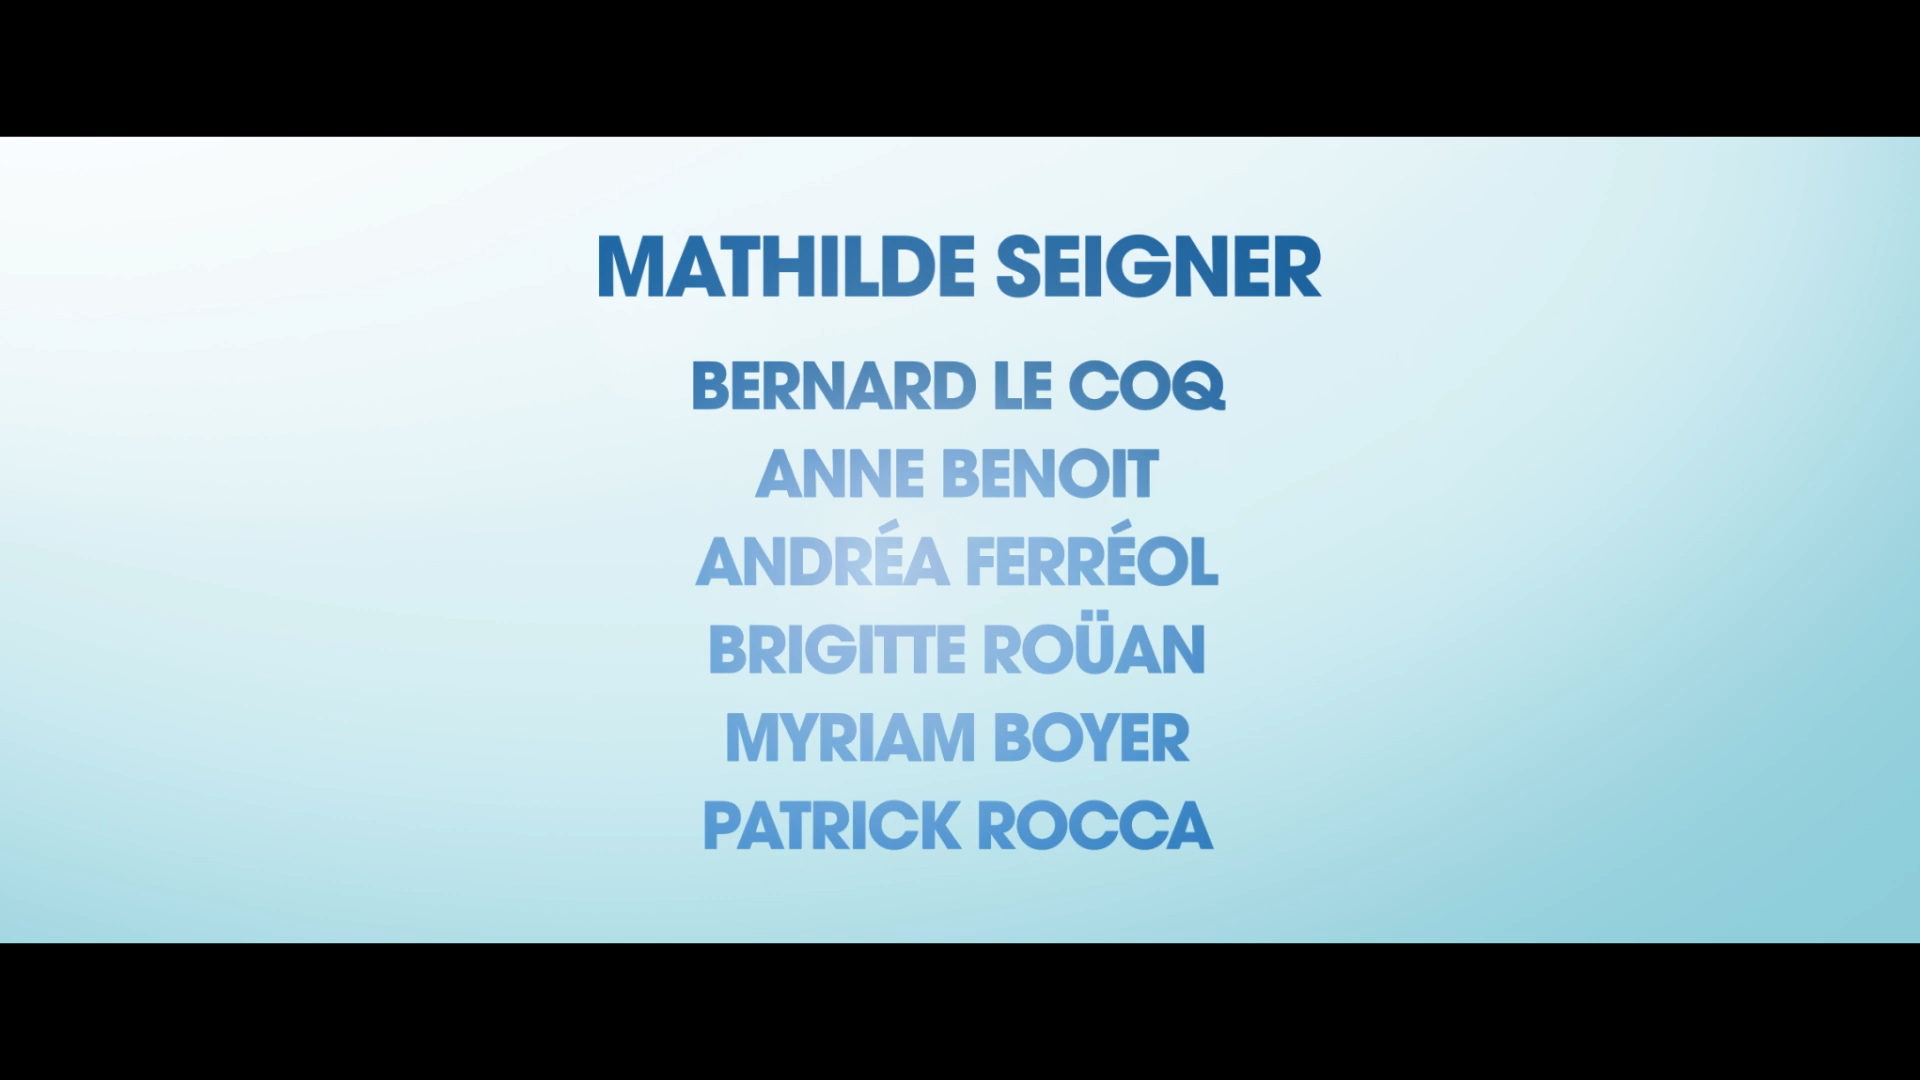 MATHILDE SEIGNER
BERNARD LE COQ
ANNE BENOIT
ANDRÉA FERRÉOL
BRIGITTE ROÜAN
MYRIAM BOYER
PATRICK ROCCA